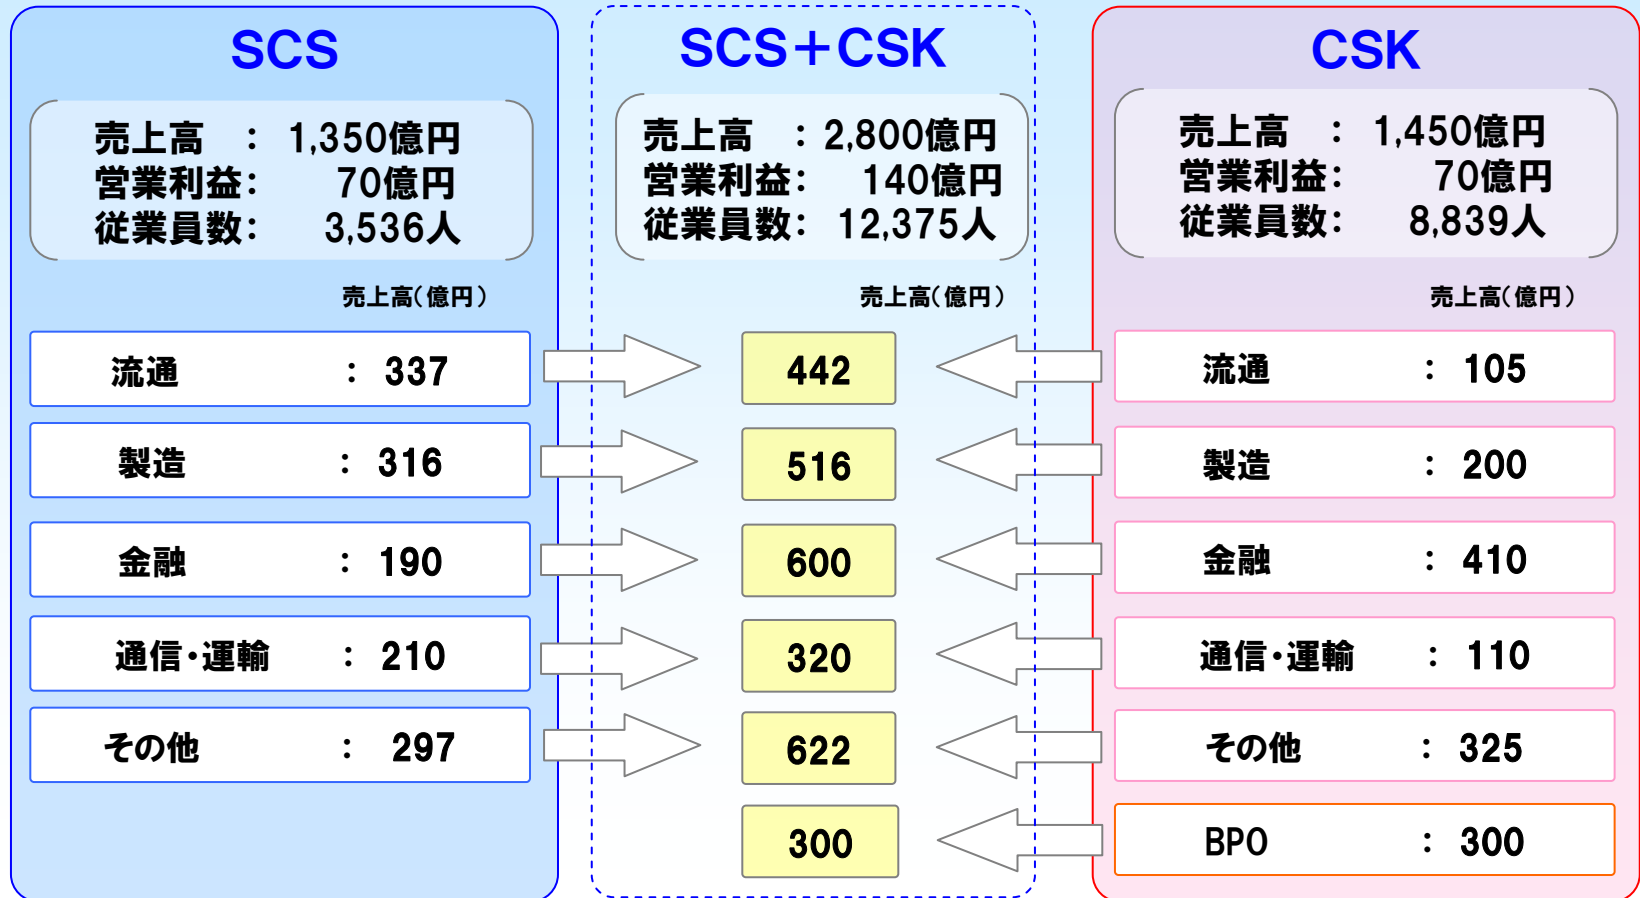 SCS
売上高 : 1,350億円
営業利益: 70億円
従業員数: 3,536人
売上高(億円)
流通 : 337
製造 : 316
金融 : 190
通信・運輸 : 210
その他 : 297
SCS+CSK
売上高 : 2,800億円
営業利益: 140億円
従業員数: 12,375人
売上高(億円)
442
516
600
320
622
300
CSK
売上高 : 1,450億円
営業利益: 70億円
従業員数: 8,839人
売上高(億円)
流通 : 105
製造 : 200
金融 : 410
通信・運輸 : 110
その他 : 325
BPO : 300